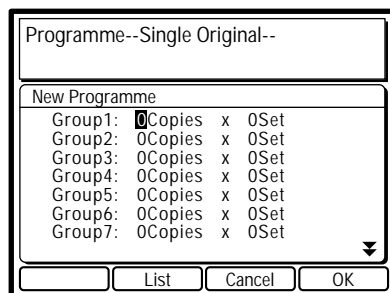 Programme--Single Original--
New Programme
Group1: 0Copies x 0Set
Group2: 0Copies x 0Set
Group3: 0Copies x 0Set
Group4: 0Copies x 0Set
Group5: 0Copies x 0Set
Group6: 0Copies x 0Set
Group7: 0Copies x 0Set
List Cancel OK